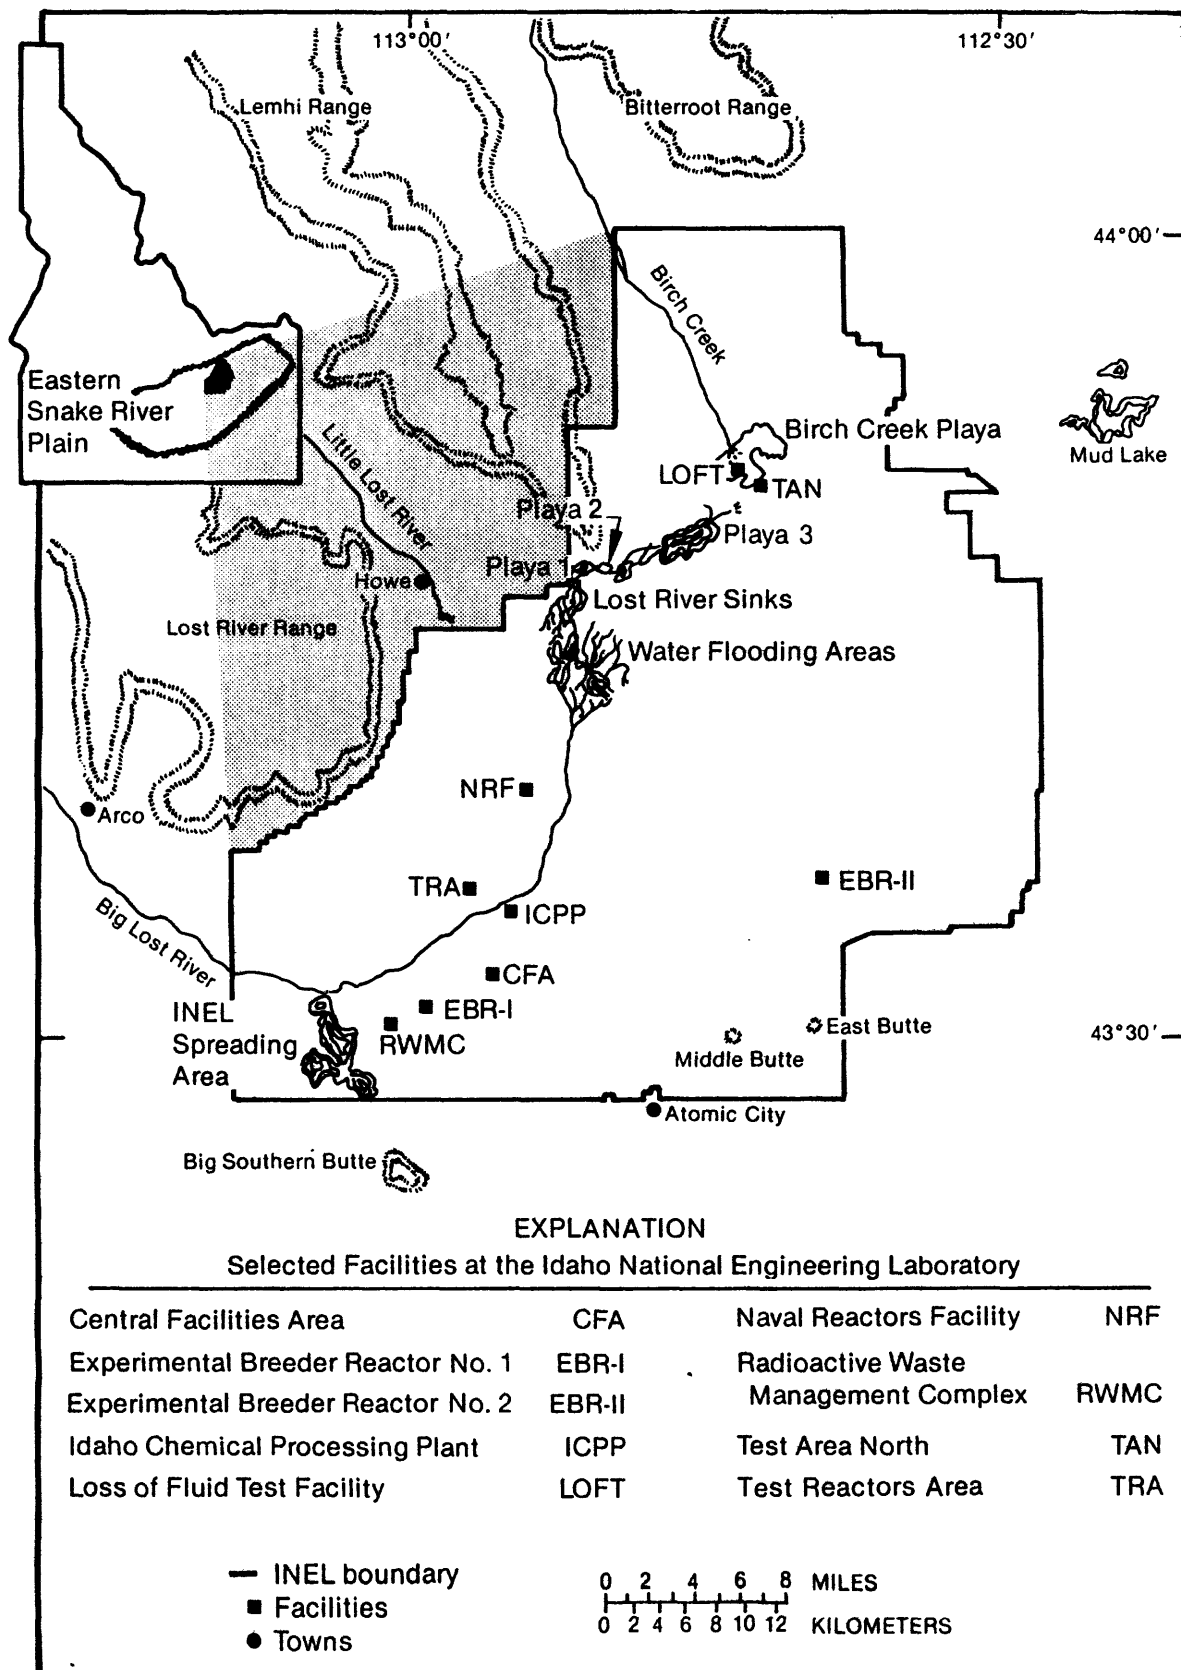 113°00′
112°30′
Lemhi Range
Bitterroot Range
44°00′
Birch Creek
Eastern
Snake River
Plain
Little Lost River
Birch Creek Playa
Mud Lake
LOFT
TAN
Playa 2
Playa 3
Playa 1
Howe
Lost River Sinks
Lost River Range
Water Flooding Areas
NRF
Arco
TRA
EBR-II
ICPP
Big Lost River
CFA
INEL
Spreading
Area
EBR-I
RWMC
East Butte
43°30′
Middle Butte
Atomic City
Big Southern Butte
EXPLANATION
Selected Facilities at the Idaho National Engineering Laboratory
Central Facilities Area CFA
Experimental Breeder Reactor No. 1 EBR-I
Experimental Breeder Reactor No. 2 EBR-II
Idaho Chemical Processing Plant ICPP
Loss of Fluid Test Facility LOFT
Naval Reactors Facility NRF
Radioactive Waste
Management Complex RWMC
Test Area North TAN
Test Reactors Area TRA
INEL boundary
Facilities
Towns
0 2 4 6 8 MILES
0 2 4 6 8 10 12 KILOMETERS